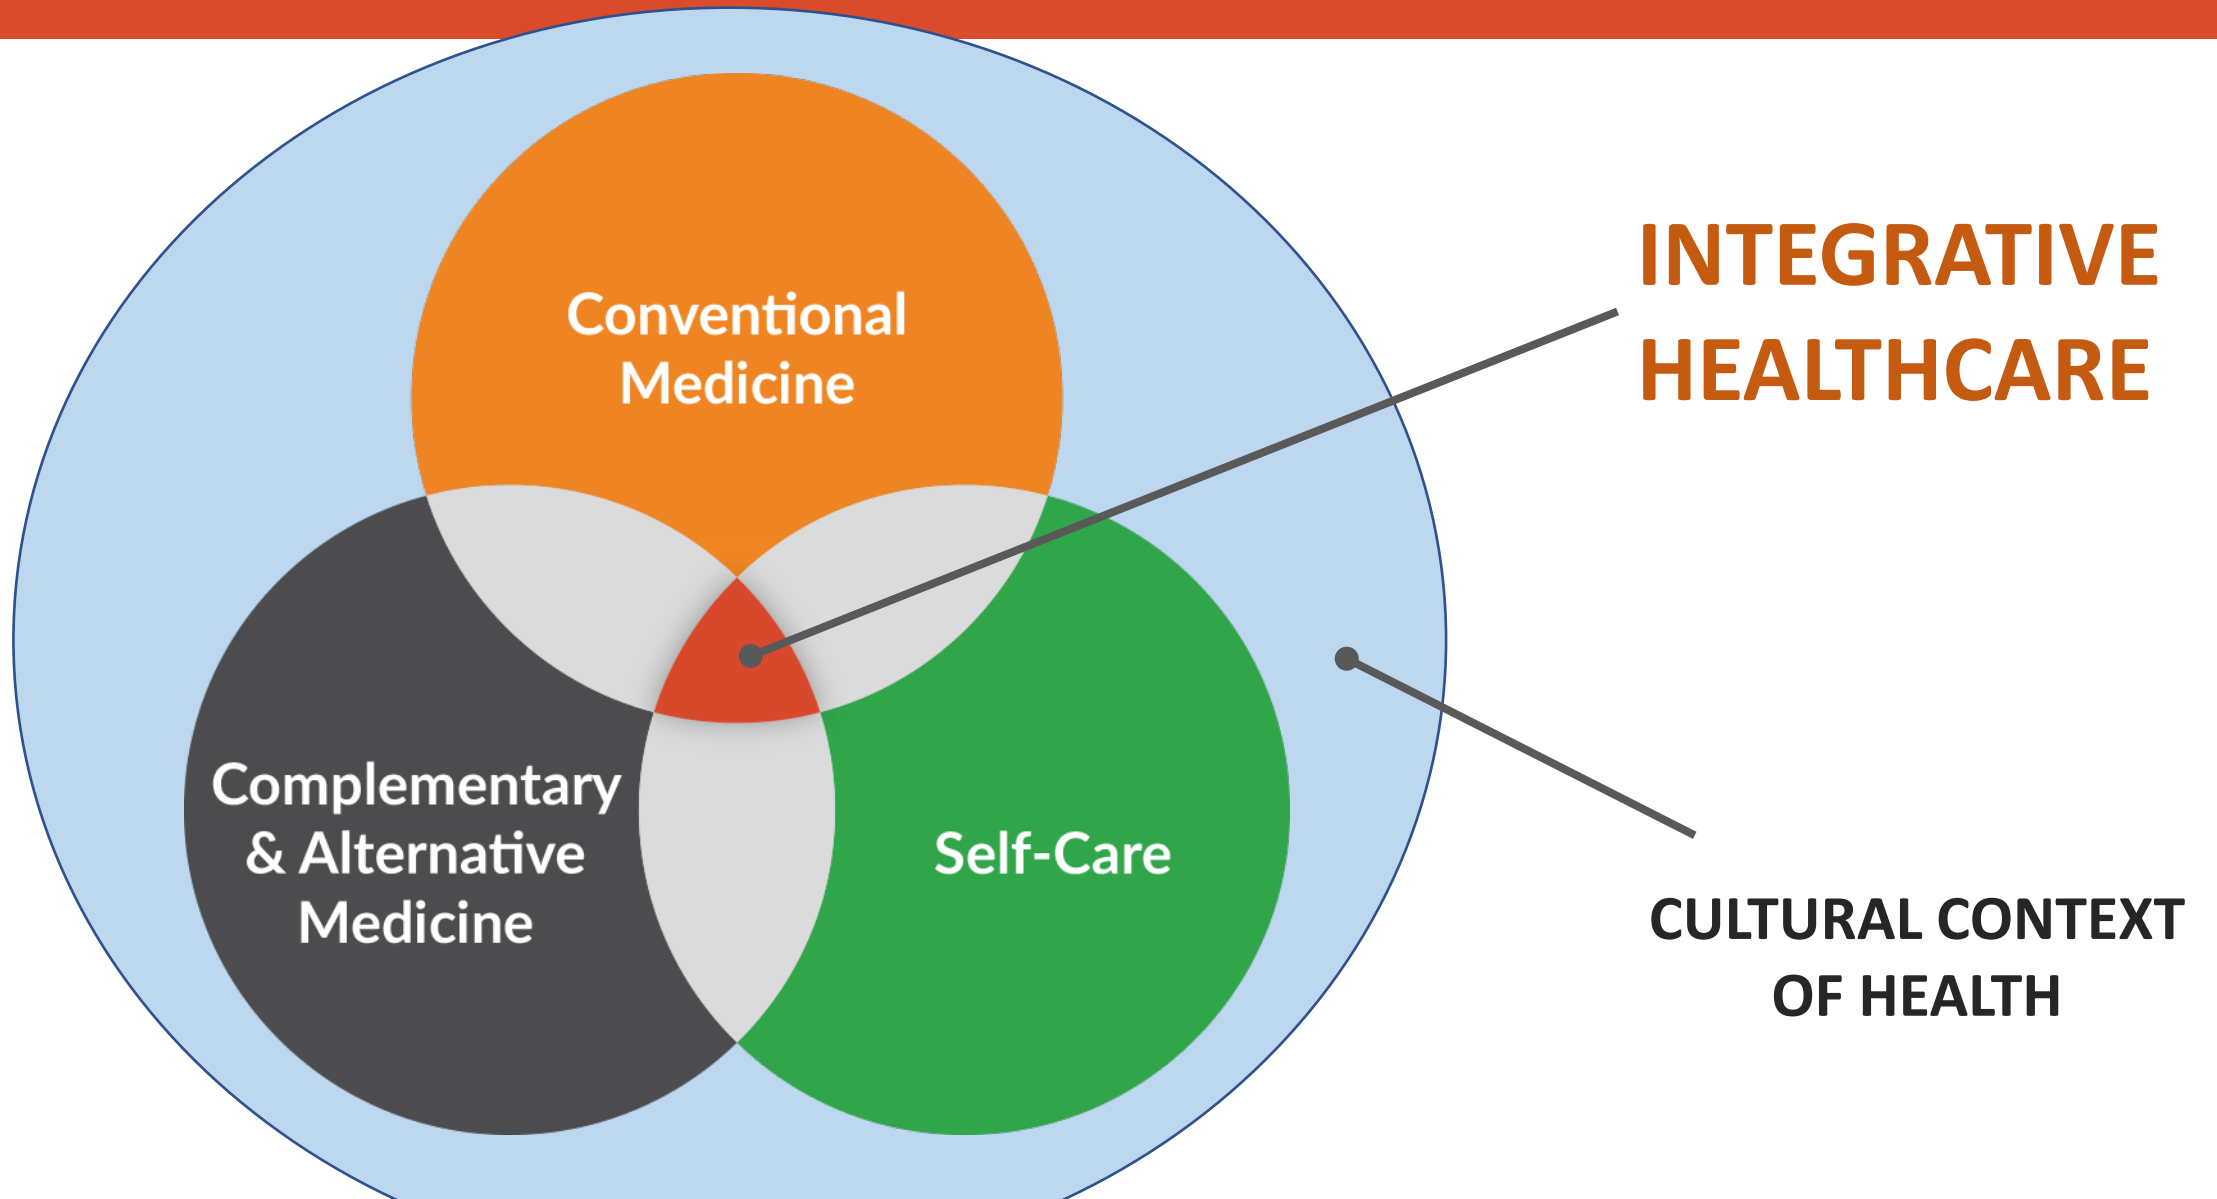 Conventional
Medicine
INTEGRATIVE
HEALTHCARE
Complementary
& Alternative
Medicine
Self-Care
CULTURAL CONTEXT
OF HEALTH